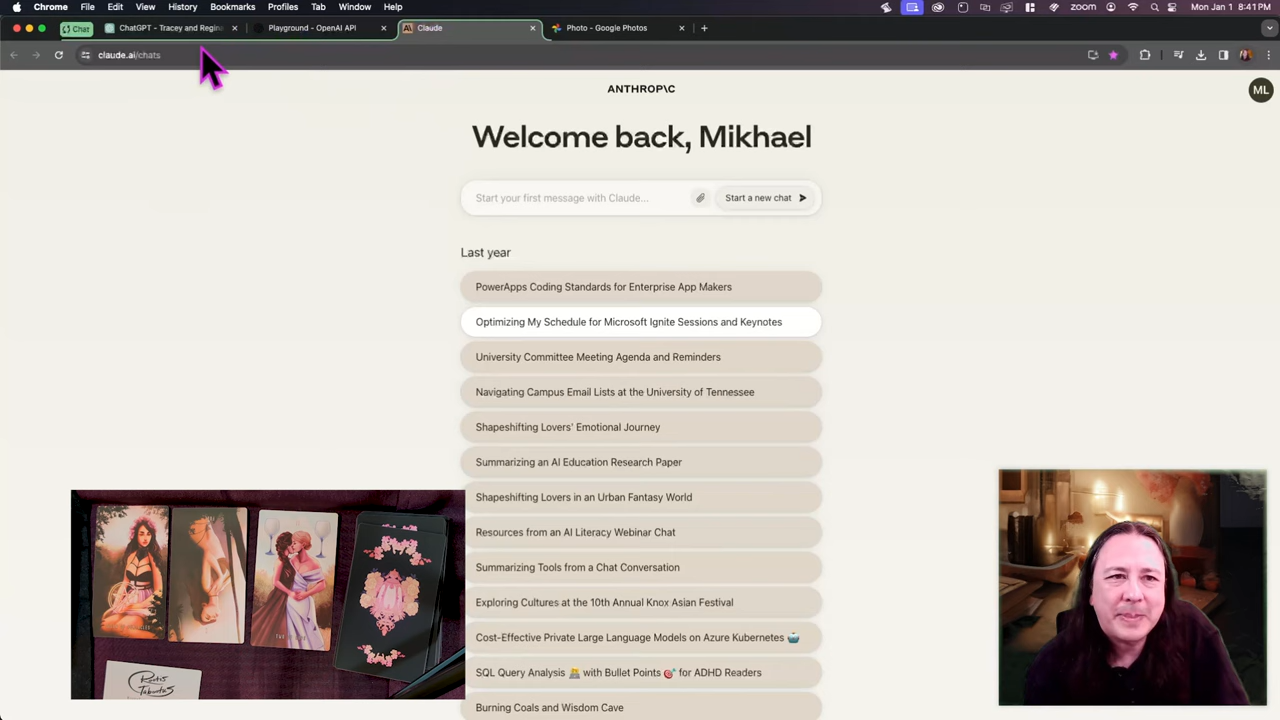 Chrome File Edit View History Bookmarks Profiles Tab Window Help
zoom Mon Jan 1 8:41 PM
Chat ChatGPT - Tracey and Regin Playground - OpenAI API Claude Photo - Google Photos
claude.ai/chats
ANTHROP\C
ML
Welcome back, Mikhael
Start your first message with Claude... Start a new chat
Last year
PowerApps Coding Standards for Enterprise App Makers
Optimizing My Schedule for Microsoft Ignite Sessions and Keynotes
University Committee Meeting Agenda and Reminders
Navigating Campus Email Lists at the University of Tennessee
Shapeshifting Lovers' Emotional Journey
Summarizing an AI Education Research Paper
Shapeshifting Lovers in an Urban Fantasy World
Resources from an AI Literacy Webinar Chat
Summarizing Tools from a Chat Conversation
Exploring Cultures at the 10th Annual Knox Asian Festival
Cost-Effective Private Large Language Models on Azure Kubernetes
SQL Query Analysis with Bullet Points for ADHD Readers
Burning Coals and Wisdom Cave